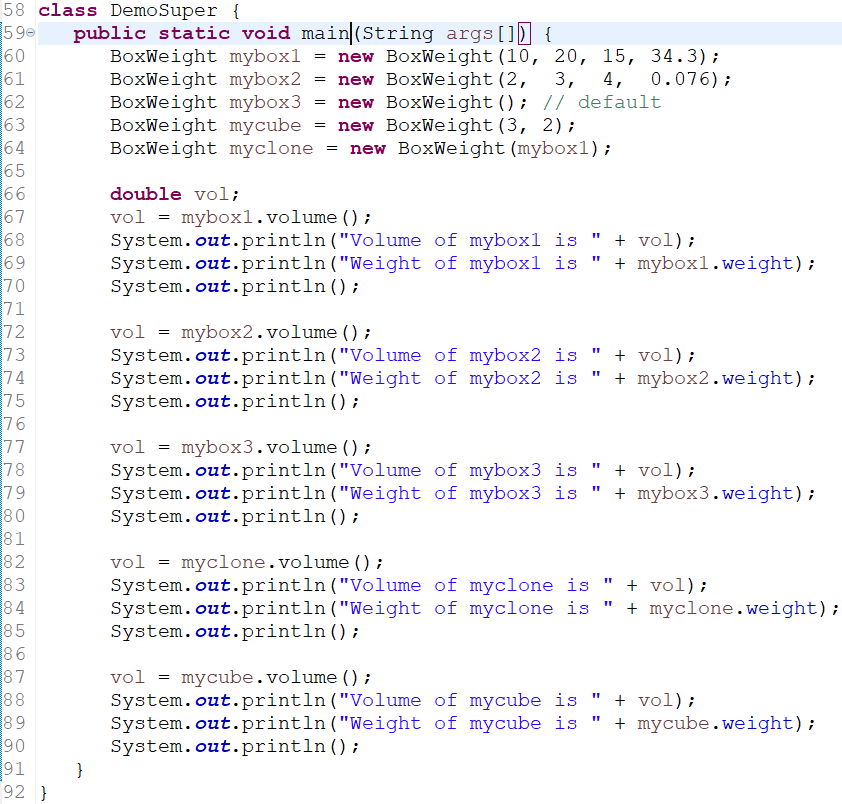 58 class DemoSuper {
59    public static void main(String args[]) {
60       BoxWeight mybox1 = new BoxWeight(10, 20, 15, 34.3);
61       BoxWeight mybox2 = new BoxWeight(2,  3,  4,  0.076);
62       BoxWeight mybox3 = new BoxWeight(); // default
63       BoxWeight mycube = new BoxWeight(3, 2);
64       BoxWeight myclone = new BoxWeight(mybox1);
65
66       double vol;
67       vol = mybox1.volume();
68       System.out.println("Volume of mybox1 is " + vol);
69       System.out.println("Weight of mybox1 is " + mybox1.weight);
70       System.out.println();
71
72       vol = mybox2.volume();
73       System.out.println("Volume of mybox2 is " + vol);
74       System.out.println("Weight of mybox2 is " + mybox2.weight);
75       System.out.println();
76
77       vol = mybox3.volume();
78       System.out.println("Volume of mybox3 is " + vol);
79       System.out.println("Weight of mybox3 is " + mybox3.weight);
80       System.out.println();
81
82       vol = myclone.volume();
83       System.out.println("Volume of myclone is " + vol);
84       System.out.println("Weight of myclone is " + myclone.weight);
85       System.out.println();
86
87       vol = mycube.volume();
88       System.out.println("Volume of mycube is " + vol);
89       System.out.println("Weight of mycube is " + mycube.weight);
90       System.out.println();
91    }
92 }